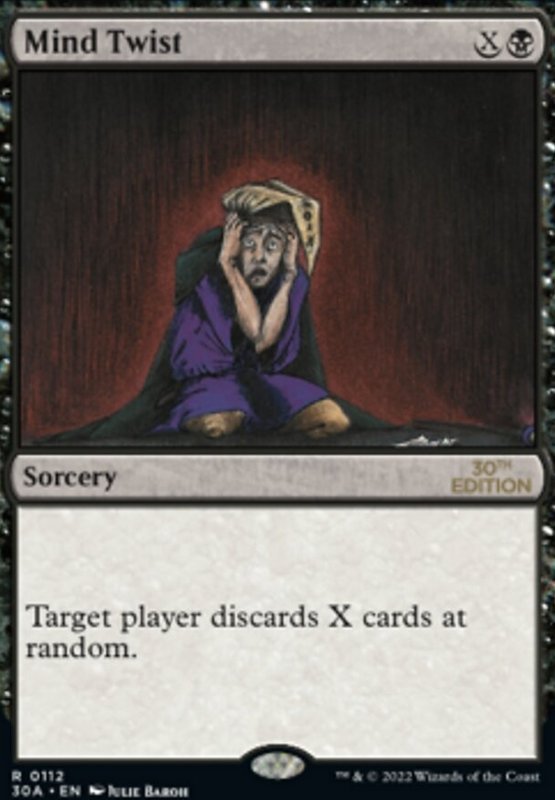 Mind Twist X
Sorcery
30TH
EDITION
Target player discards X cards at
random.
R 0112
30A • EN Julie Baroh
™ & © 2022 Wizards of the Coast